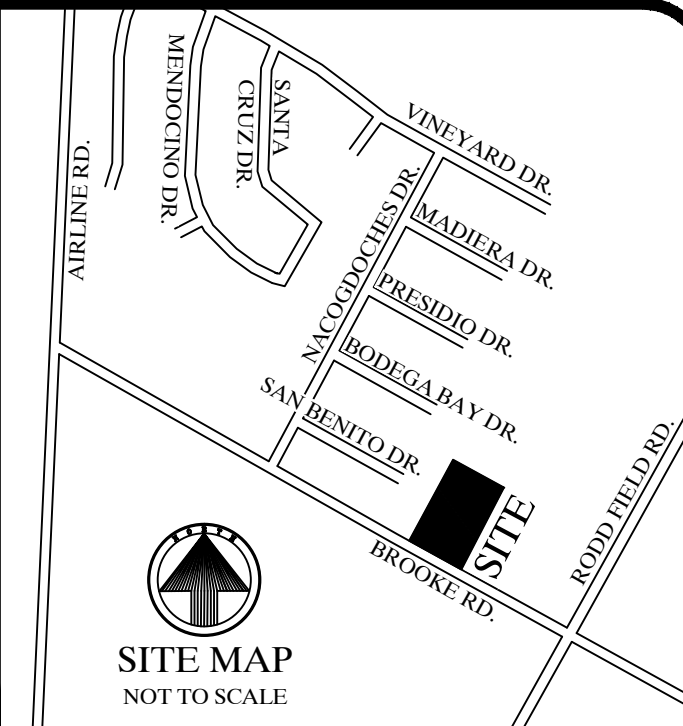 AIRLINE RD.
MENDOCINO DR.
SANTA
CRUZ DR.
VINEYARD DR.
NACOGDOCHES DR.
MADIERA DR.
PRESIDIO DR.
BODEGA BAY DR.
SAN BENITO DR.
SITE
BROOKE RD.
RODD FIELD RD.
NORTH
SITE MAP
NOT TO SCALE